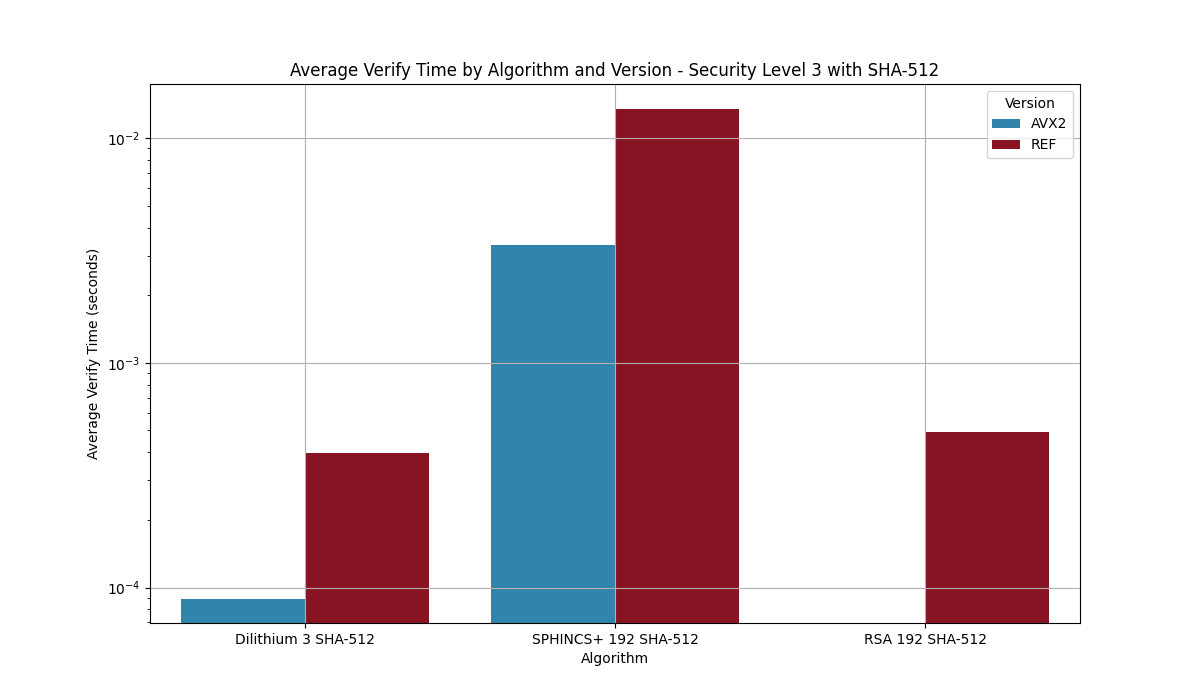 Average Verify Time by Algorithm and Version - Security Level 3 with SHA-512
Version
AVX2
REF
Average Verify Time (seconds)
10⁻²
10⁻³
10⁻⁴
Dilithium 3 SHA-512
SPHINCS+ 192 SHA-512
RSA 192 SHA-512
Algorithm